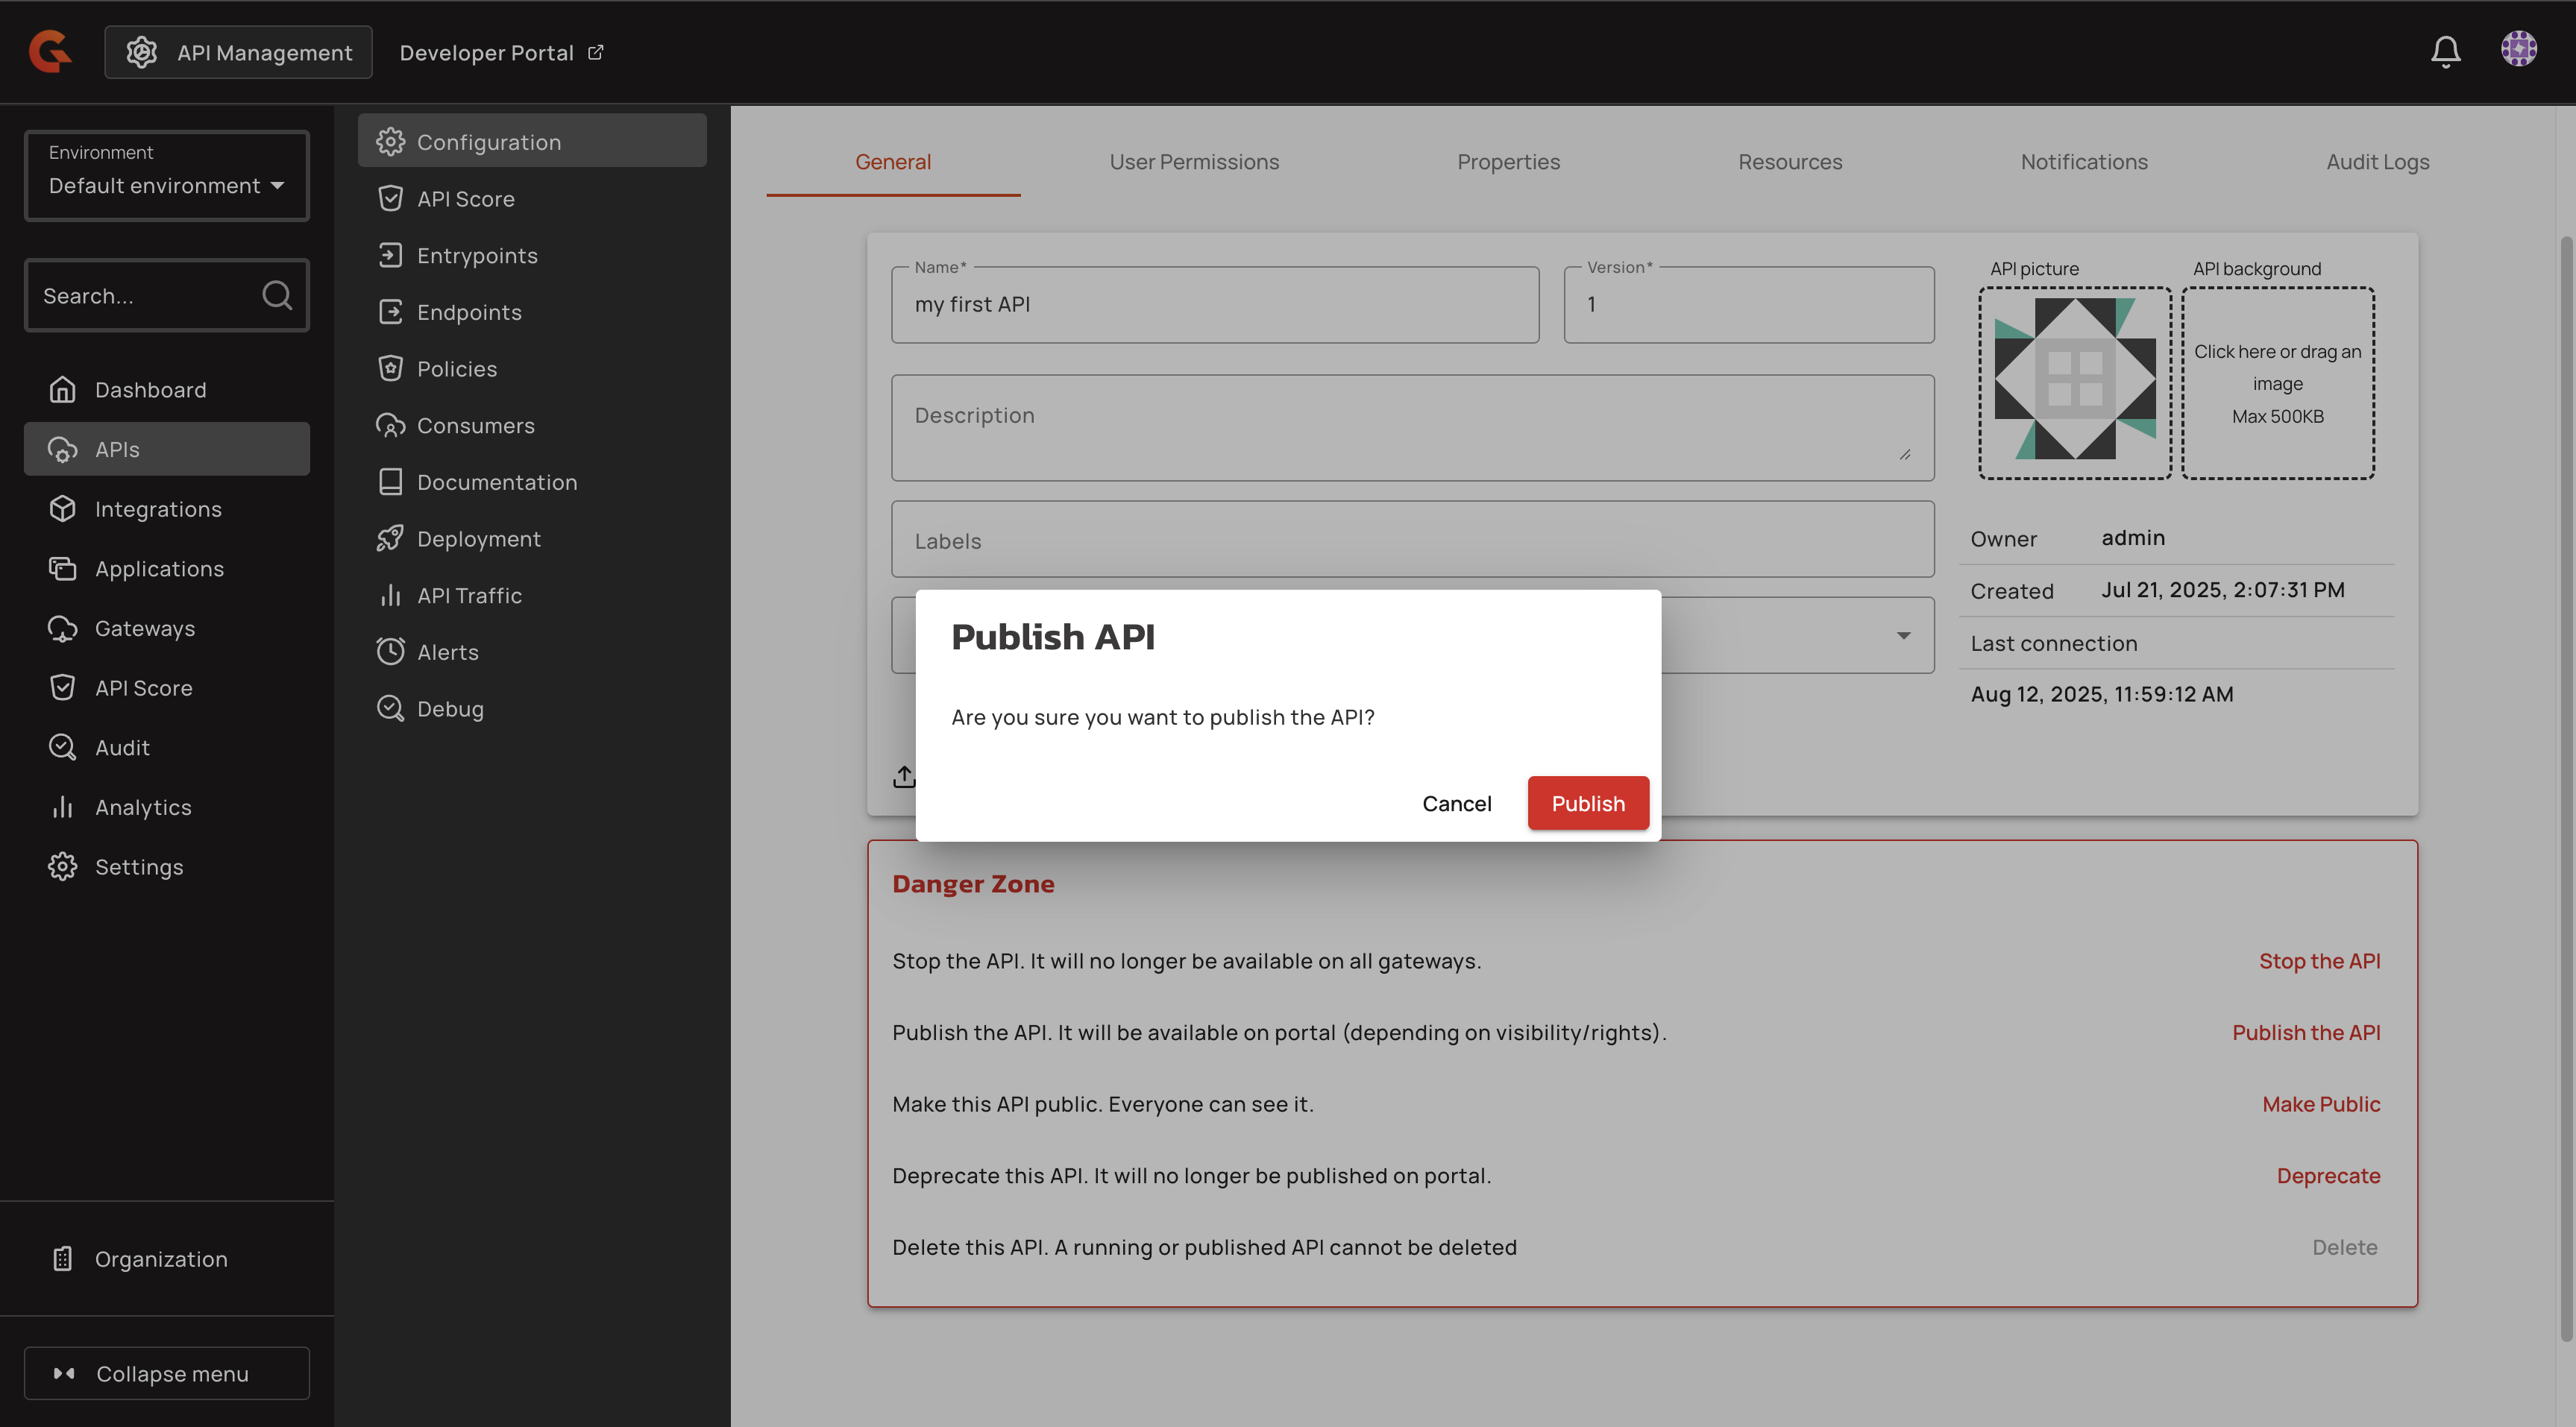 API Management
Developer Portal
Environment
Default environment
Search...
Dashboard
APIs
Integrations
Applications
Gateways
API Score
Audit
Analytics
Settings
Organization
Collapse menu
Configuration
API Score
Entrypoints
Endpoints
Policies
Consumers
Documentation
Deployment
API Traffic
Alerts
Debug
General
User Permissions
Properties
Resources
Notifications
Audit Logs
Name*
my first API
Version*
1
Description
Labels
API picture
API background
Click here or drag an
image
Max 500KB
Owner admin
Created Jul 21, 2025, 2:07:31 PM
Last connection
Aug 12, 2025, 11:59:12 AM
Publish API
Are you sure you want to publish the API?
Cancel
Publish
Danger Zone
Stop the API. It will no longer be available on all gateways.
Stop the API
Publish the API. It will be available on portal (depending on visibility/rights).
Publish the API
Make this API public. Everyone can see it.
Make Public
Deprecate this API. It will no longer be published on portal.
Deprecate
Delete this API. A running or published API cannot be deleted
Delete